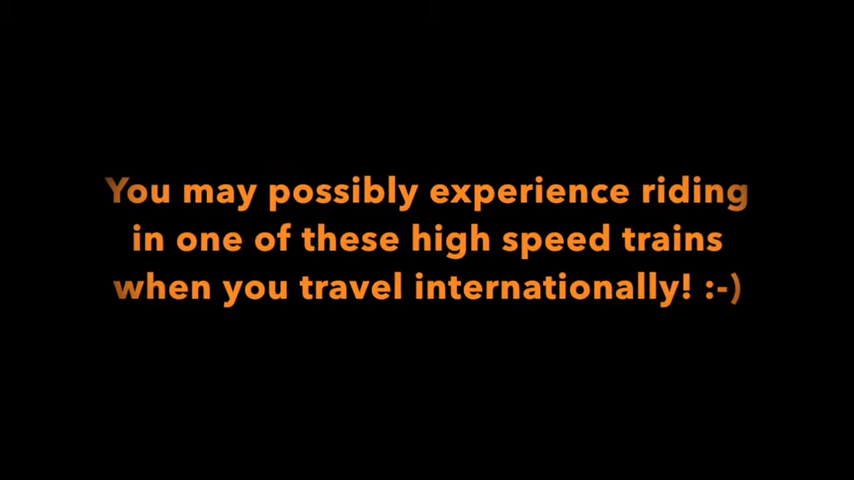 You may possibly experience riding
in one of these high speed trains
when you travel internationally! :-)